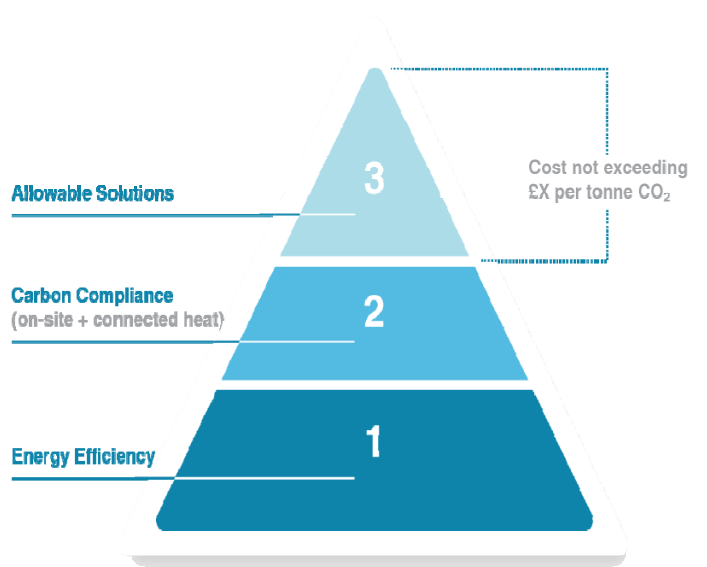 3
Cost not exceeding
£X per tonne CO₂
Allowable Solutions
Carbon Compliance
(on-site + connected heat)
2
1
Energy Efficiency